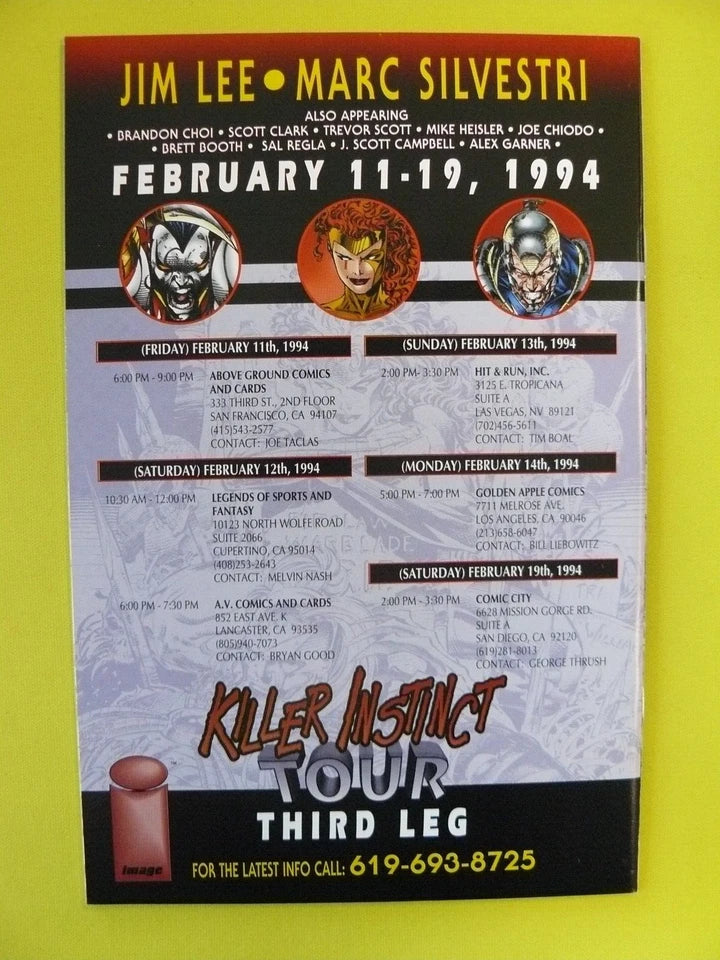 JIM LEE • MARC SILVESTRI
ALSO APPEARING
• BRANDON CHOI • SCOTT CLARK • TREVOR SCOTT • MIKE HEISLER • JOE CHIODO •
• BRETT BOOTH • SAL REGLA • J. SCOTT CAMPBELL • ALEX GARNER •
FEBRUARY 11-19, 1994
(FRIDAY) FEBRUARY 11th, 1994
6:00 PM - 9:00 PM ABOVE GROUND COMICS
AND CARDS
333 THIRD ST., 2ND FLOOR
SAN FRANCISCO, CA 94107
(415)543-2577
CONTACT: JOE TACLAS
(SATURDAY) FEBRUARY 12th, 1994
10:30 AM - 12:00 PM LEGENDS OF SPORTS AND
FANTASY
10123 NORTH WOLFE ROAD
SUITE 2066
CUPERTINO, CA 95014
(408)253-2643
CONTACT: MELVIN NASH
6:00 PM - 7:30 PM A.V. COMICS AND CARDS
852 EAST AVE. K
LANCASTER, CA 93535
(805)940-7073
CONTACT: BRYAN GOOD
(SUNDAY) FEBRUARY 13th, 1994
2:00 PM- 3:30 PM HIT & RUN, INC.
3125 E. TROPICANA
SUITE A
LAS VEGAS, NV 89121
(702)456-5611
CONTACT: TIM BOAL
(MONDAY) FEBRUARY 14th, 1994
5:00 PM - 7:00 PM GOLDEN APPLE COMICS
7711 MELROSE AVE.
LOS ANGELES, CA 90046
(213)658-6047
CONTACT: BILL LIEBOWITZ
(SATURDAY) FEBRUARY 19th, 1994
2:00 PM - 3:30 PM COMIC CITY
6628 MISSION GORGE RD.
SUITE A
SAN DIEGO, CA 92120
(619)281-8013
CONTACT: GEORGE THRUSH
WARBLADE
KILLER INSTINCT
TOUR
THIRD LEG
TM
image
FOR THE LATEST INFO CALL: 619-693-8725